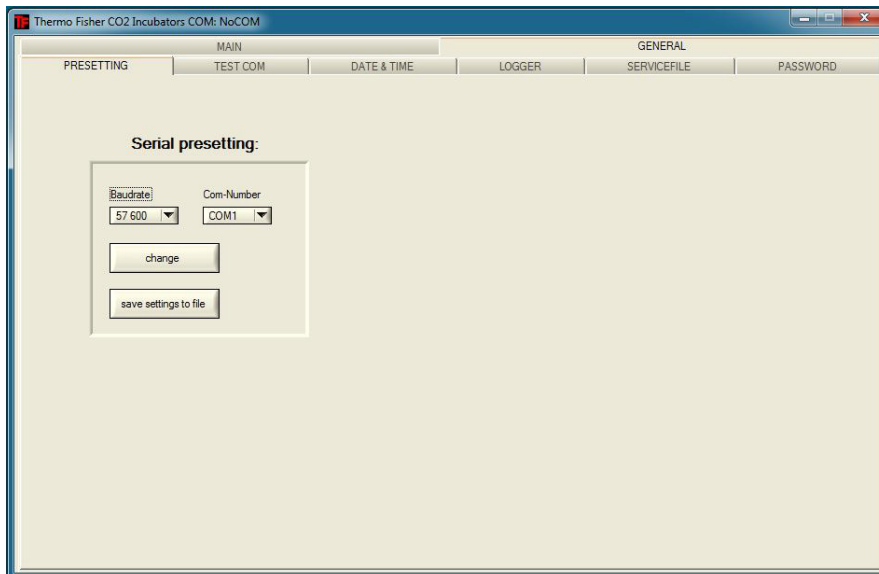 TF Thermo Fisher CO2 Incubators COM: NoCOM
MAIN GENERAL
PRESETTING TEST COM DATE & TIME LOGGER SERVICEFILE PASSWORD
Serial presetting:
Baudrate Com-Number
57 600 COM1
change
save settings to file